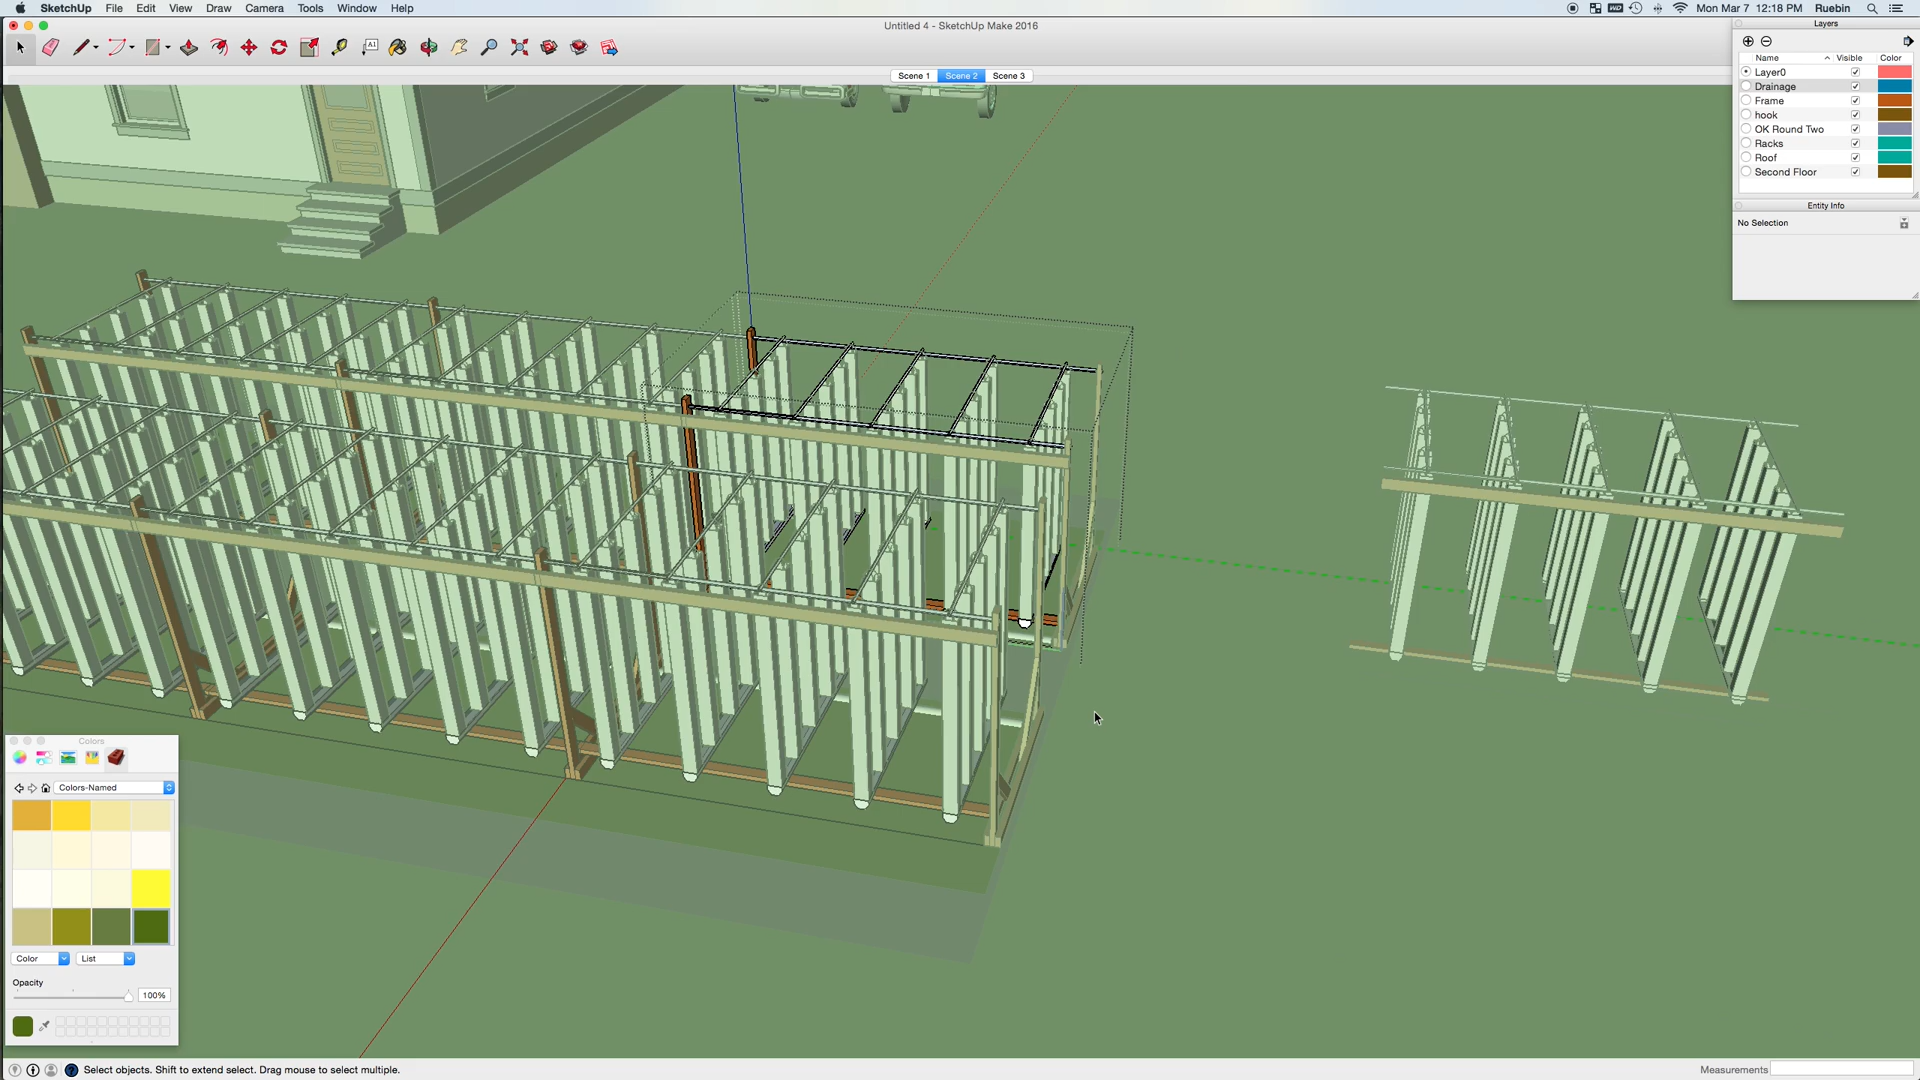 SketchUp File Edit View Draw Camera Tools Window Help
Mon Mar 7 12:18 PM Ruebin
Untitled 4 - SketchUp Make 2016
Scene 1 Scene 2 Scene 3
Layers
Name Visible Color
Layer0
Drainage
Frame
hook
OK Round Two
Racks
Roof
Second Floor
Entity Info
No Selection
Colors
Colors-Named
Color List
Opacity
100%
Select objects. Shift to extend select. Drag mouse to select multiple.
Measurements